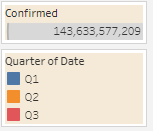 Confirmed
143,633,577,209
Quarter of Date
Q1
Q2
Q3